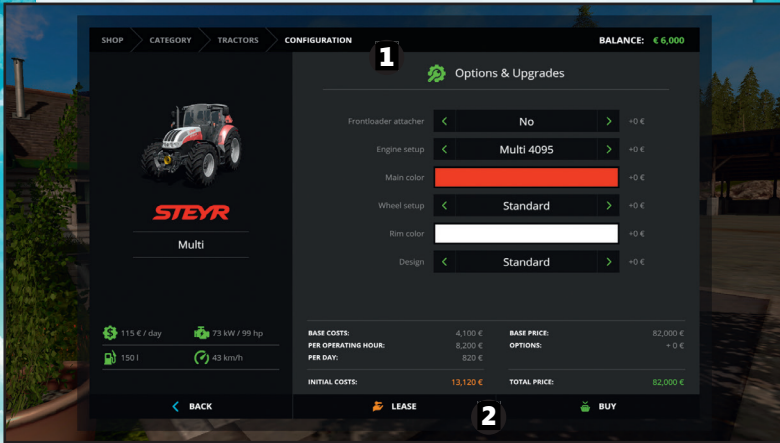 SHOP CATEGORY TRACTORS CONFIGURATION BALANCE: € 6,000
1
Options & Upgrades
Frontloader attacher < No > +0 €
Engine setup < Multi 4095 > +0 €
Main color +0 €
Wheel setup < Standard > +0 €
Rim color +0 €
Design < Standard > +0 €
STEYR
Multi
115 € / day 73 kW / 99 hp
150 l 43 km/h
BASE COSTS: 4,100 € BASE PRICE: 82,000 €
PER OPERATING HOUR: 8,200 € OPTIONS: + 0 €
PER DAY: 820 €
INITIAL COSTS: 13,120 € TOTAL PRICE: 82,000 €
< BACK LEASE 2 BUY